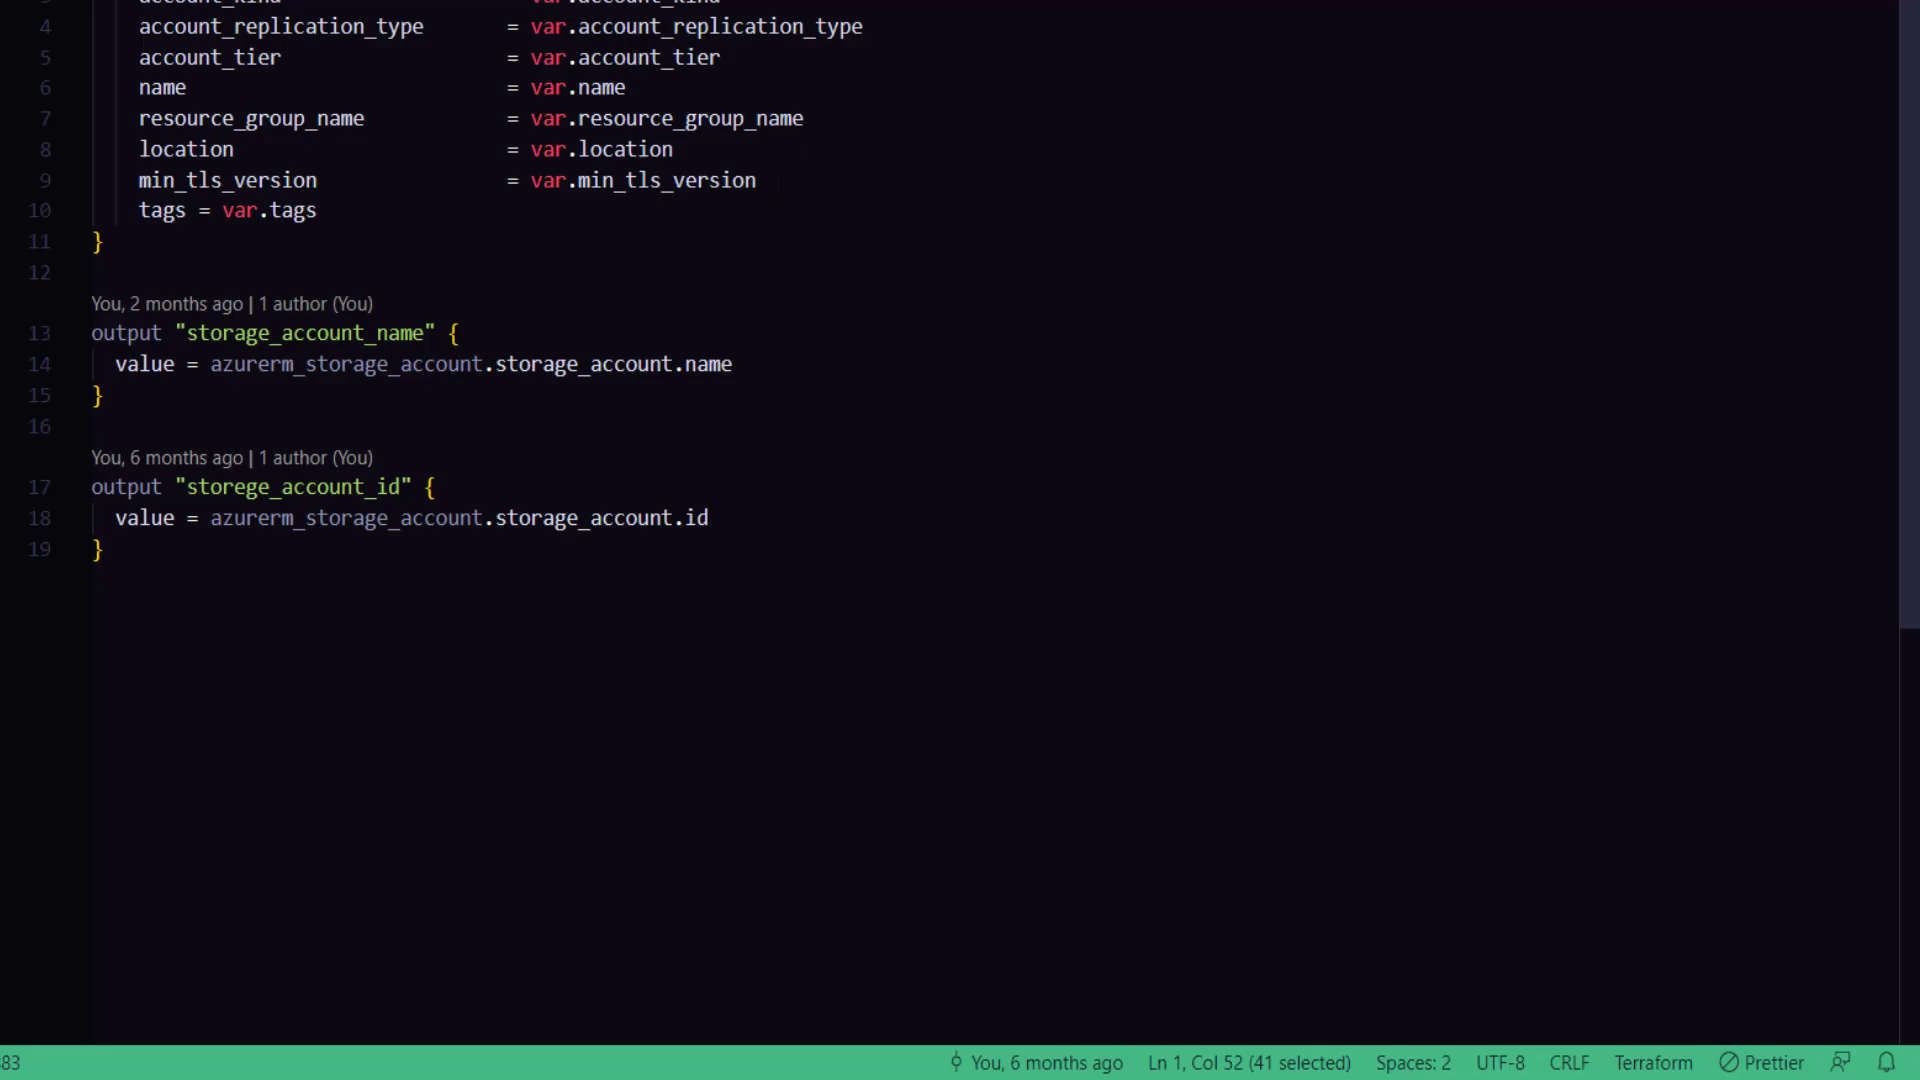 4 account_replication_type = var.account_replication_type
5 account_tier = var.account_tier
6 name = var.name
7 resource_group_name = var.resource_group_name
8 location = var.location
9 min_tls_version = var.min_tls_version
10 tags = var.tags
11 }
12
You, 2 months ago | 1 author (You)
13 output "storage_account_name" {
14 value = azurerm_storage_account.storage_account.name
15 }
16
You, 6 months ago | 1 author (You)
17 output "storege_account_id" {
18 value = azurerm_storage_account.storage_account.id
19 }
83 You, 6 months ago Ln 1, Col 52 (41 selected) Spaces: 2 UTF-8 CRLF Terraform Prettier